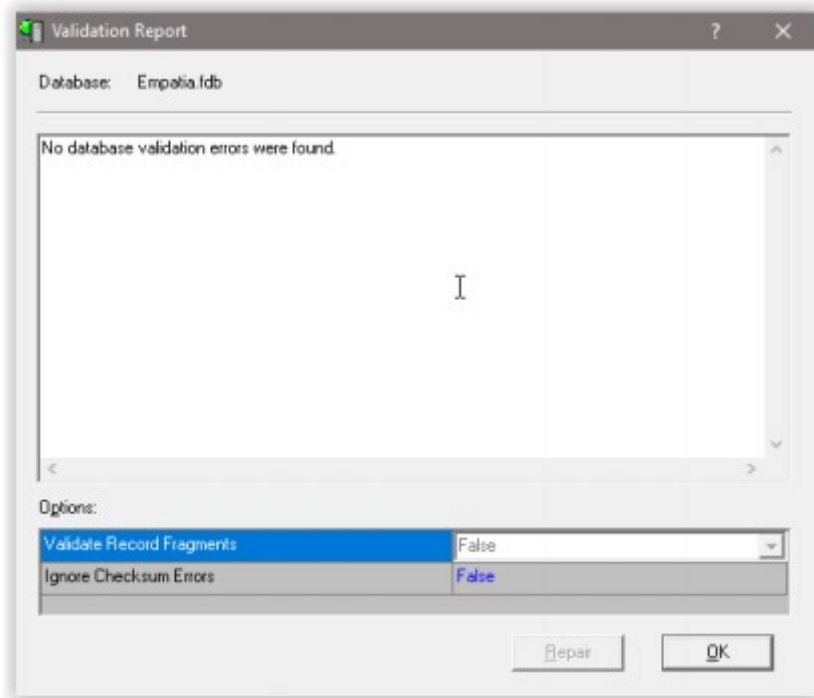 Validation Report
Database: Empatia.fdb
No database validation errors were found.
Options:
Validate Record Fragments False
Ignore Checksum Errors False
Repair OK